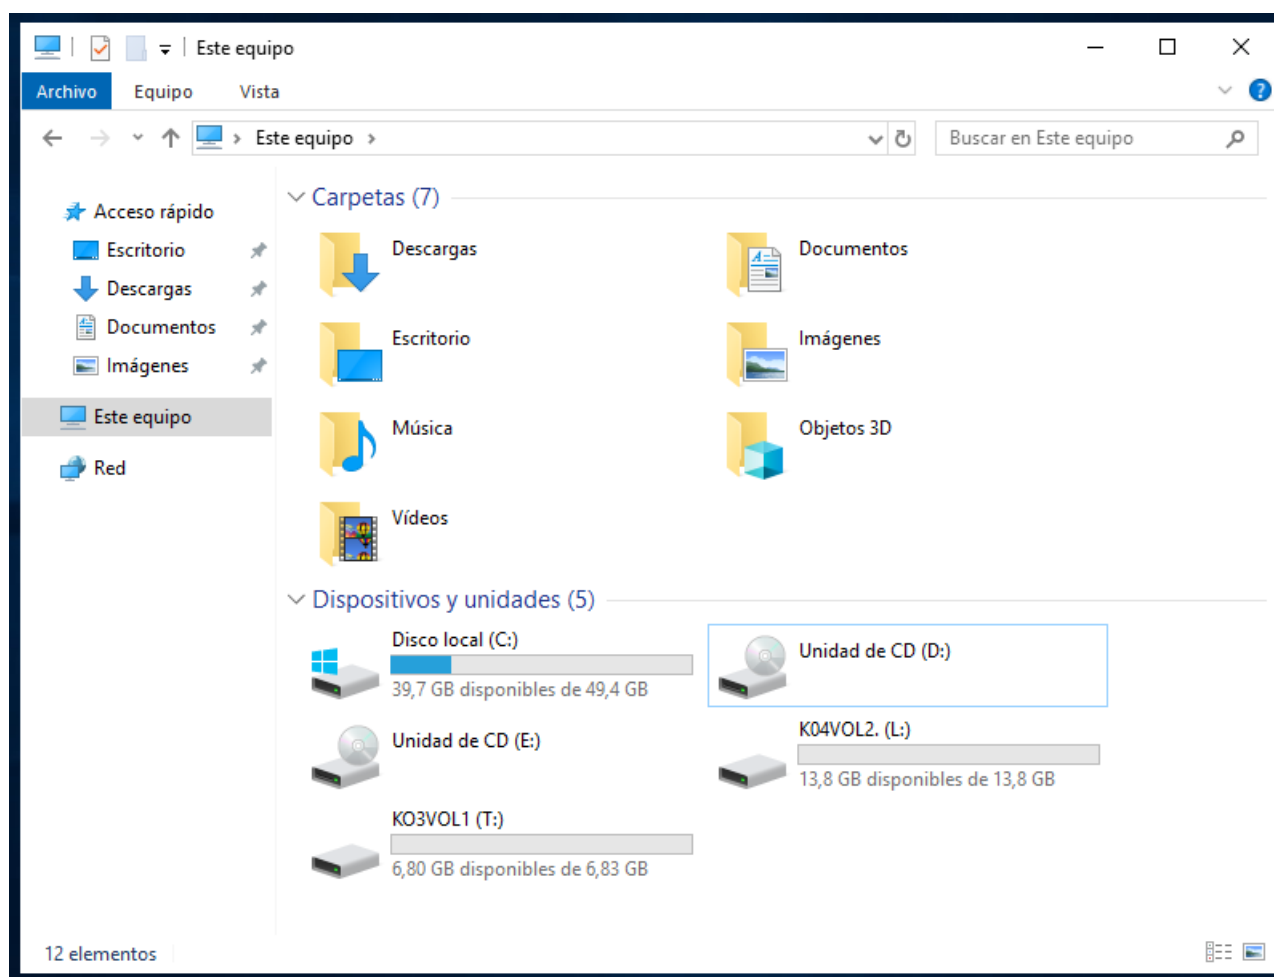 Este equipo
Archivo Equipo Vista
Este equipo
Buscar en Este equipo
Acceso rápido
Escritorio
Descargas
Documentos
Imágenes
Este equipo
Red
Carpetas (7)
Descargas
Documentos
Escritorio
Imágenes
Música
Objetos 3D
Vídeos
Dispositivos y unidades (5)
Disco local (C:)
39,7 GB disponibles de 49,4 GB
Unidad de CD (D:)
Unidad de CD (E:)
K04VOL2. (L:)
13,8 GB disponibles de 13,8 GB
KO3VOL1 (T:)
6,80 GB disponibles de 6,83 GB
12 elementos